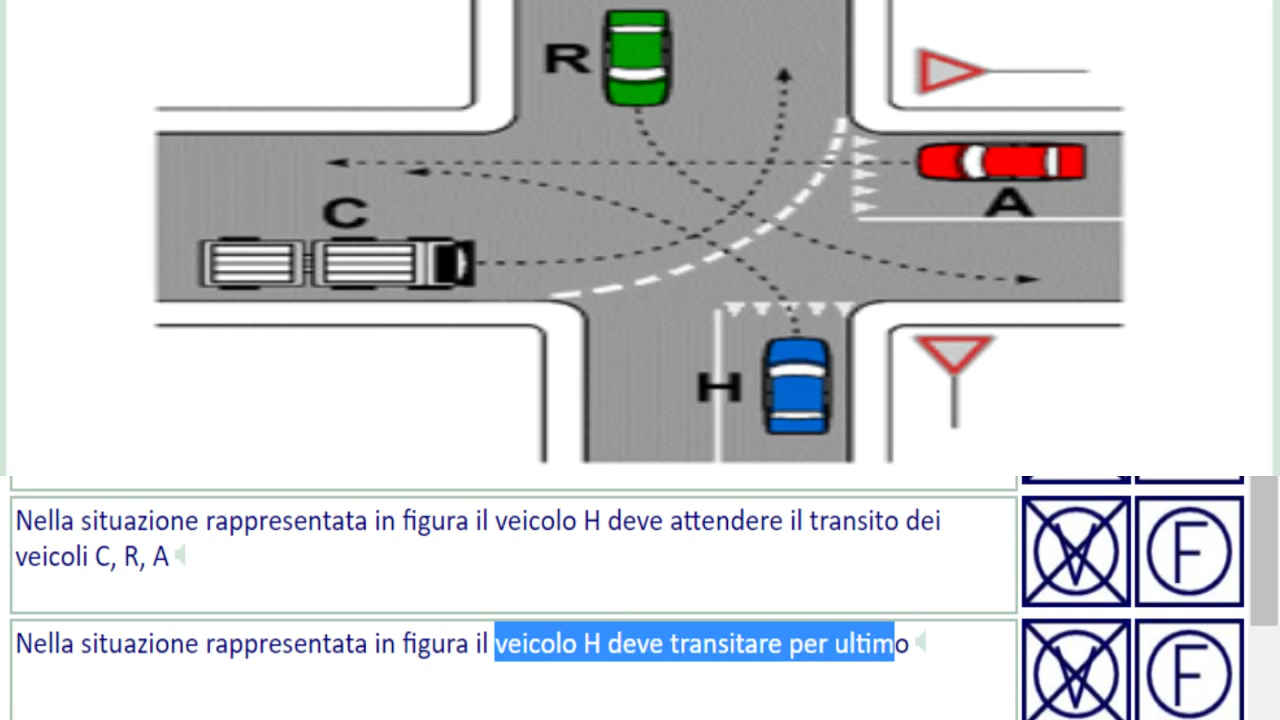 R
C
A
H
Nella situazione rappresentata in figura il veicolo H deve attendere il transito dei
veicoli C, R, A
V F
Nella situazione rappresentata in figura il veicolo H deve transitare per ultimo
V F